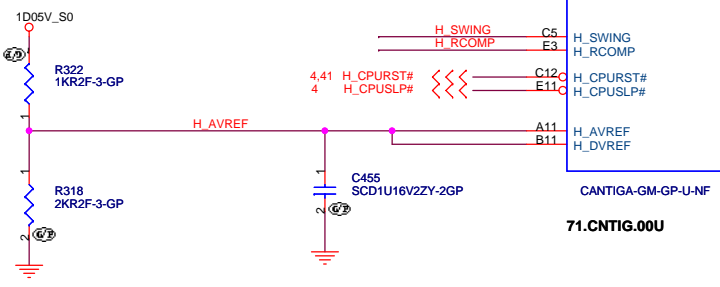 1D05V_S0
H_SWING C5 H_SWING
H_RCOMP E3 H_RCOMP
G/P
R322
1KR2F-3-GP
4,41 H_CPURST# C12 H_CPURST#
4 H_CPUSLP# E11 H_CPUSLP#
1
H_AVREF A11 H_AVREF
B11 H_DVREF
1
R318
2KR2F-3-GP
1
C455
SCD1U16V2ZY-2GP
2 G/P
2 G/P
CANTIGA-GM-GP-U-NF
71.CNTIG.00U